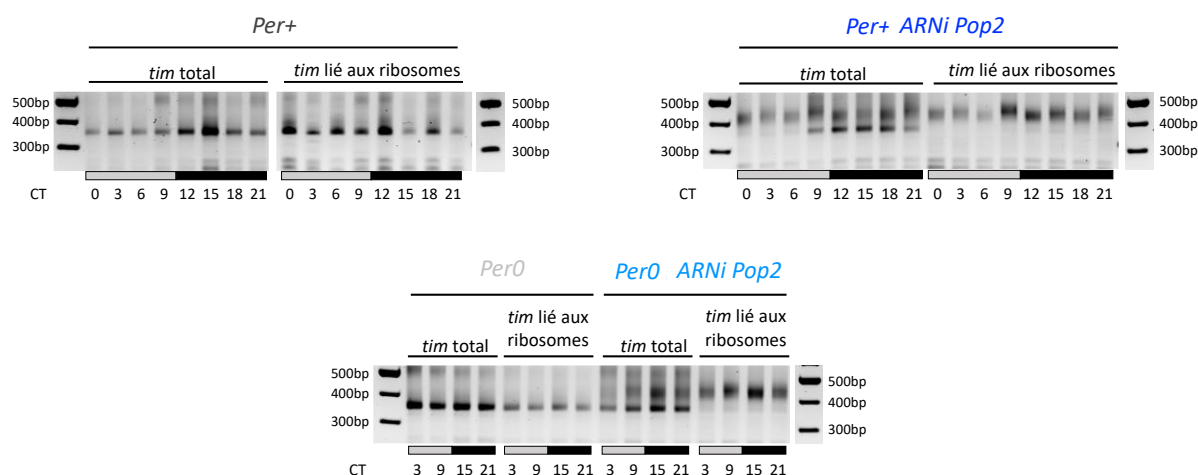 Per+
tim total
tim lié aux ribosomes
500bp
400bp
300bp
500bp
400bp
300bp
CT 0 3 6 9 12 15 18 21 0 3 6 9 12 15 18 21
Per+ ARNi Pop2
tim total
tim lié aux ribosomes
500bp
400bp
300bp
500bp
400bp
300bp
CT 0 3 6 9 12 15 18 21 0 3 6 9 12 15 18 21
Per0
Per0 ARNi Pop2
tim total
tim lié aux
ribosomes
tim total
tim lié aux
ribosomes
500bp
400bp
300bp
500bp
400bp
300bp
CT 3 9 15 21 3 9 15 21 3 9 15 21 3 9 15 21